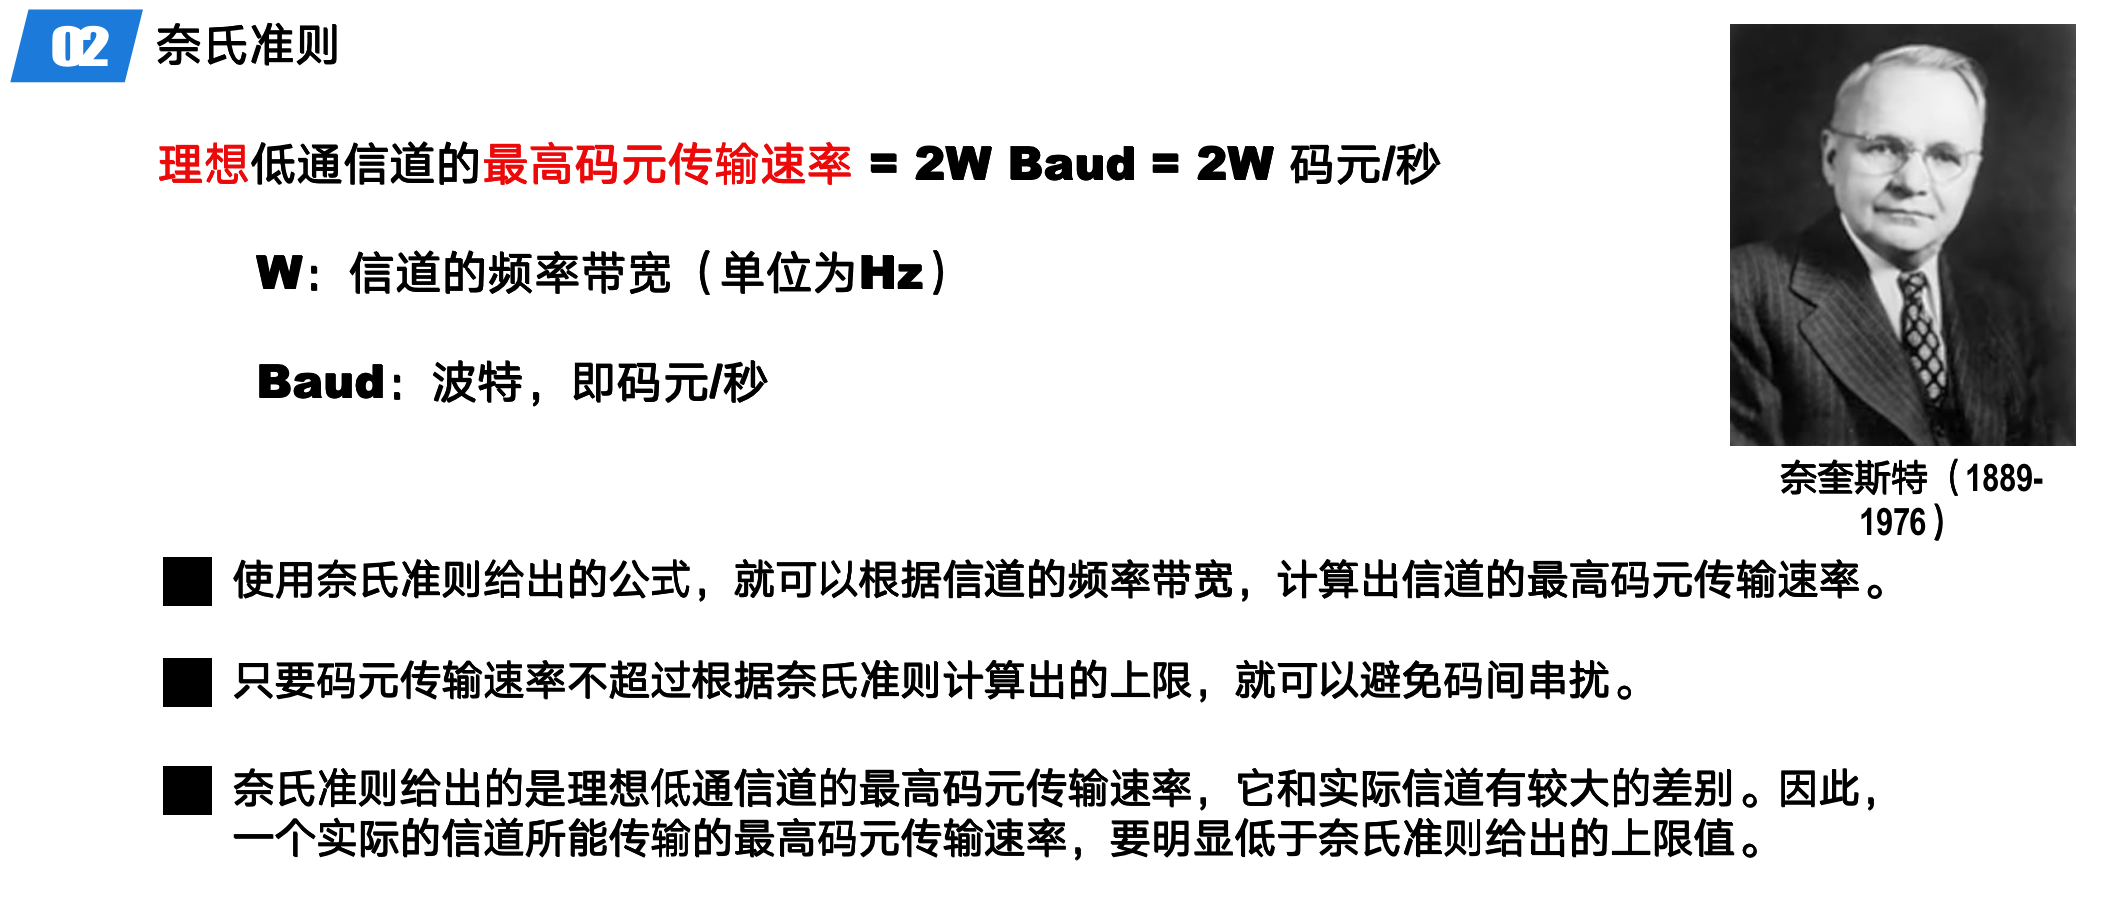 02 奈氏准则
理想低通信道的最高码元传输速率 = 2W Baud = 2W 码元/秒
W：信道的频率带宽（单位为Hz）
Baud：波特，即码元/秒
奈奎斯特（1889-
1976）
使用奈氏准则给出的公式，就可以根据信道的频率带宽，计算出信道的最高码元传输速率。
只要码元传输速率不超过根据奈氏准则计算出的上限，就可以避免码间串扰。
奈氏准则给出的是理想低通信道的最高码元传输速率，它和实际信道有较大的差别。因此，
一个实际的信道所能传输的最高码元传输速率，要明显低于奈氏准则给出的上限值。